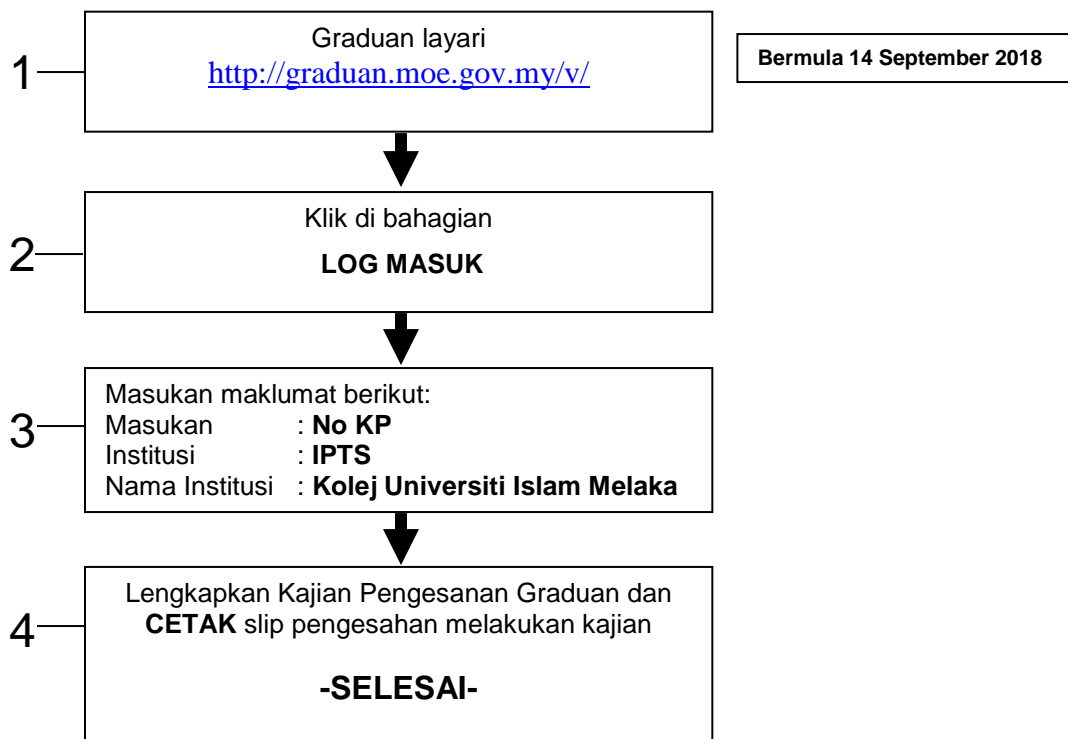 1
Graduan layari
http://graduan.moe.gov.my/v/
Bermula 14 September 2018
2
Klik di bahagian
LOG MASUK
3
Masukan maklumat berikut:
Masukan : No KP
Institusi : IPTS
Nama Institusi : Kolej Universiti Islam Melaka
4
Lengkapkan Kajian Pengesanan Graduan dan
CETAK slip pengesahan melakukan kajian
-SELESAI-